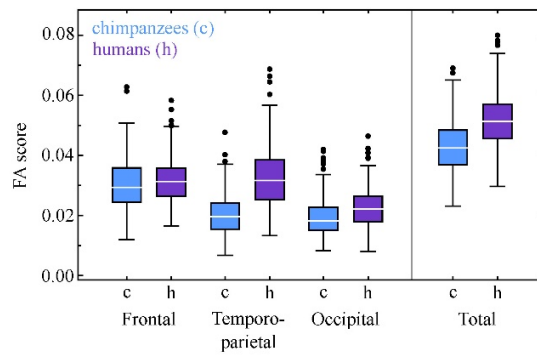 chimpanzees (c)
humans (h)
FA score
0.08
0.06
0.04
0.02
0.00
c h c h c h c h
Frontal Temporo- Occipital Total
parietal